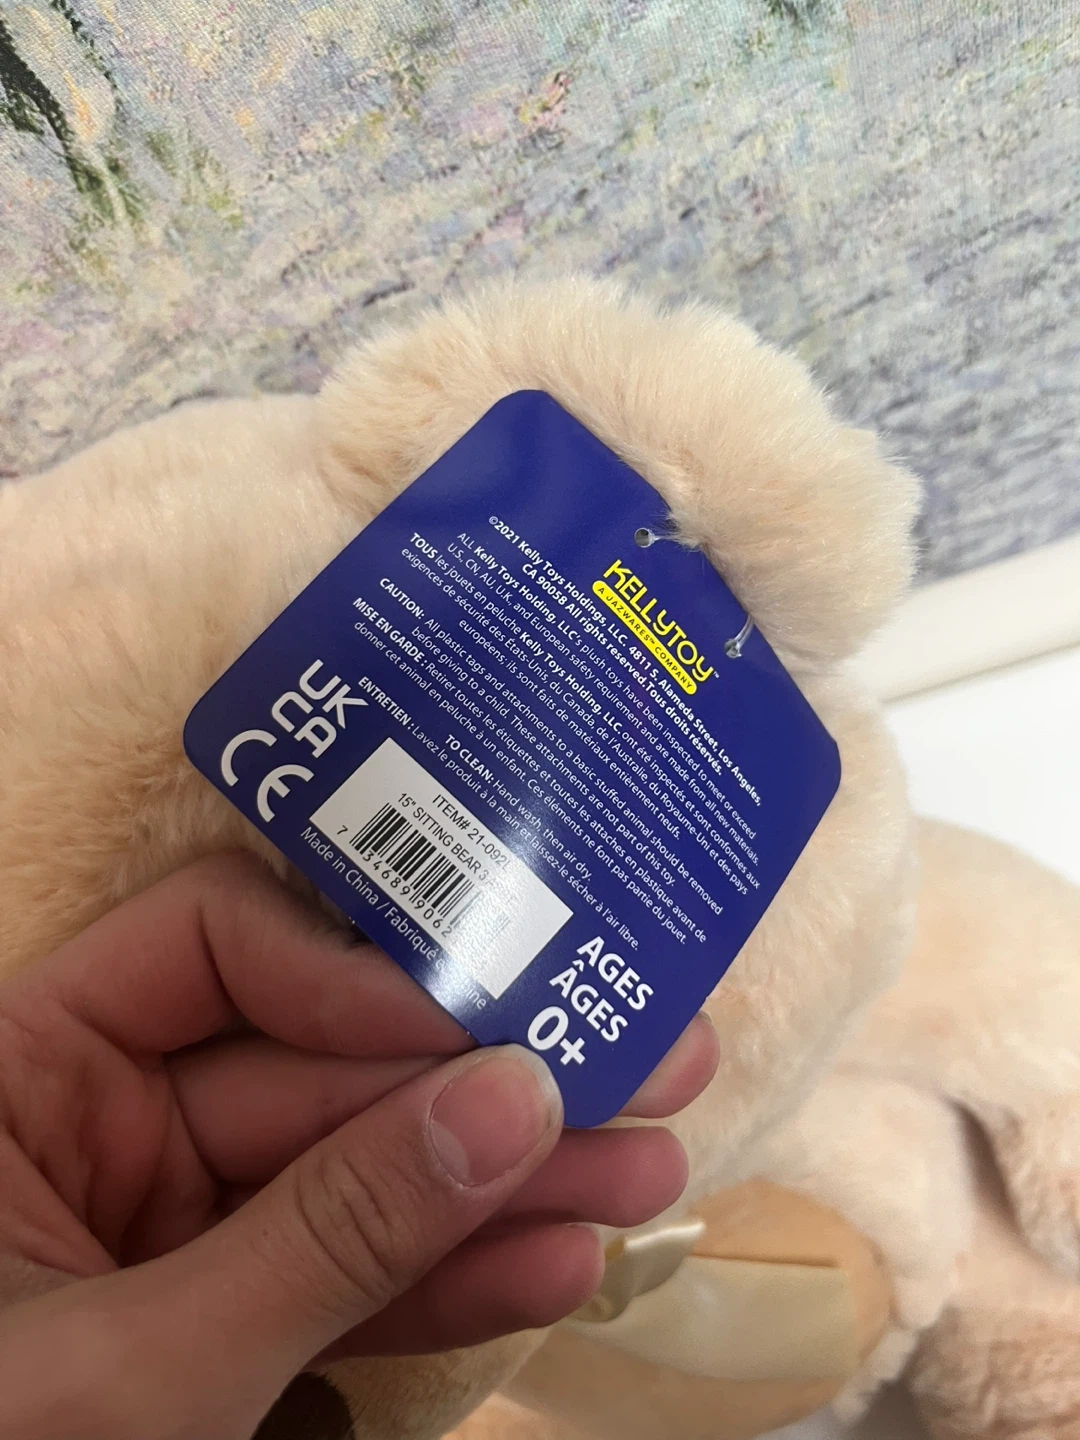 KELLYTOY™
A JAZWARES™ COMPANY
©2021 Kelly Toys Holdings, LLC. 4811 S. Alameda Street, Los Angeles,
CA 90058 All rights reserved.Tous droits réservés.
ALL Kelly Toys Holding, LLC.'s plush toys have been inspected to meet or exceed
U.S., CN, AU, U.K, and European safety requirement and are made from all new materials.
TOUS les jouets en peluche Kelly Toys Holding, LLC ont été inspectés et sont conformes aux
exigences de sécurité des États-Unis, du Canada, de l'Australie, du Royaume-Uni et des pays
européens, ils sont faits de matériaux entièrement neufs.
CAUTION: All plastic tags and attachments to a basic stuffed animal should be removed
before giving to a child. These attachments are not part of this toy.
MISE EN GARDE : Retirer toutes les étiquettes et toutes les attaches en plastique avant de
donner cet animal en peluche à un enfant. Ces éléments ne font pas partie du jouet.
TO CLEAN: Hand wash, then air dry.
ENTRETIEN : Lavez le produit à la main et laissez-le sécher à l'air libre.
UK
CA
CE
ITEM# 21-092
15" SITTING BEAR 3
7 34689 9062
Made in China / Fabriqué
AGES
ÂGES
0+